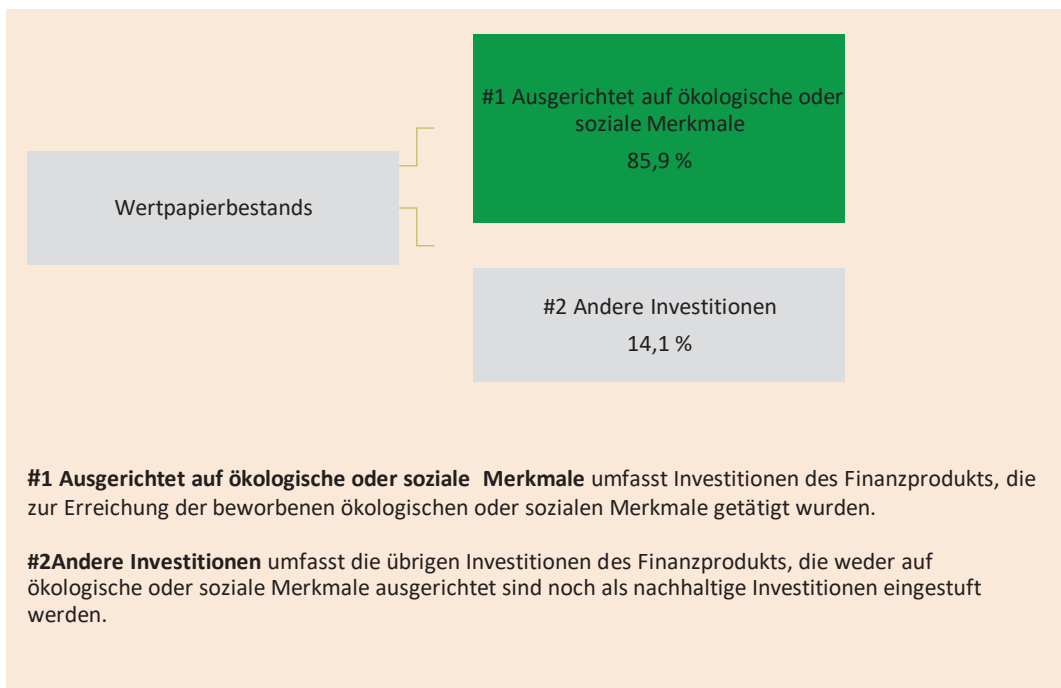 #1 Ausgerichtet auf ökologische oder
soziale Merkmale
85,9 %
Wertpapierbestands
#2 Andere Investitionen
14,1 %
#1 Ausgerichtet auf ökologische oder soziale  Merkmale umfasst Investitionen des Finanzprodukts, die
zur Erreichung der beworbenen ökologischen oder sozialen Merkmale getätigt wurden.
#2Andere Investitionen umfasst die übrigen Investitionen des Finanzprodukts, die weder auf
ökologische oder soziale Merkmale ausgerichtet sind noch als nachhaltige Investitionen eingestuft
werden.